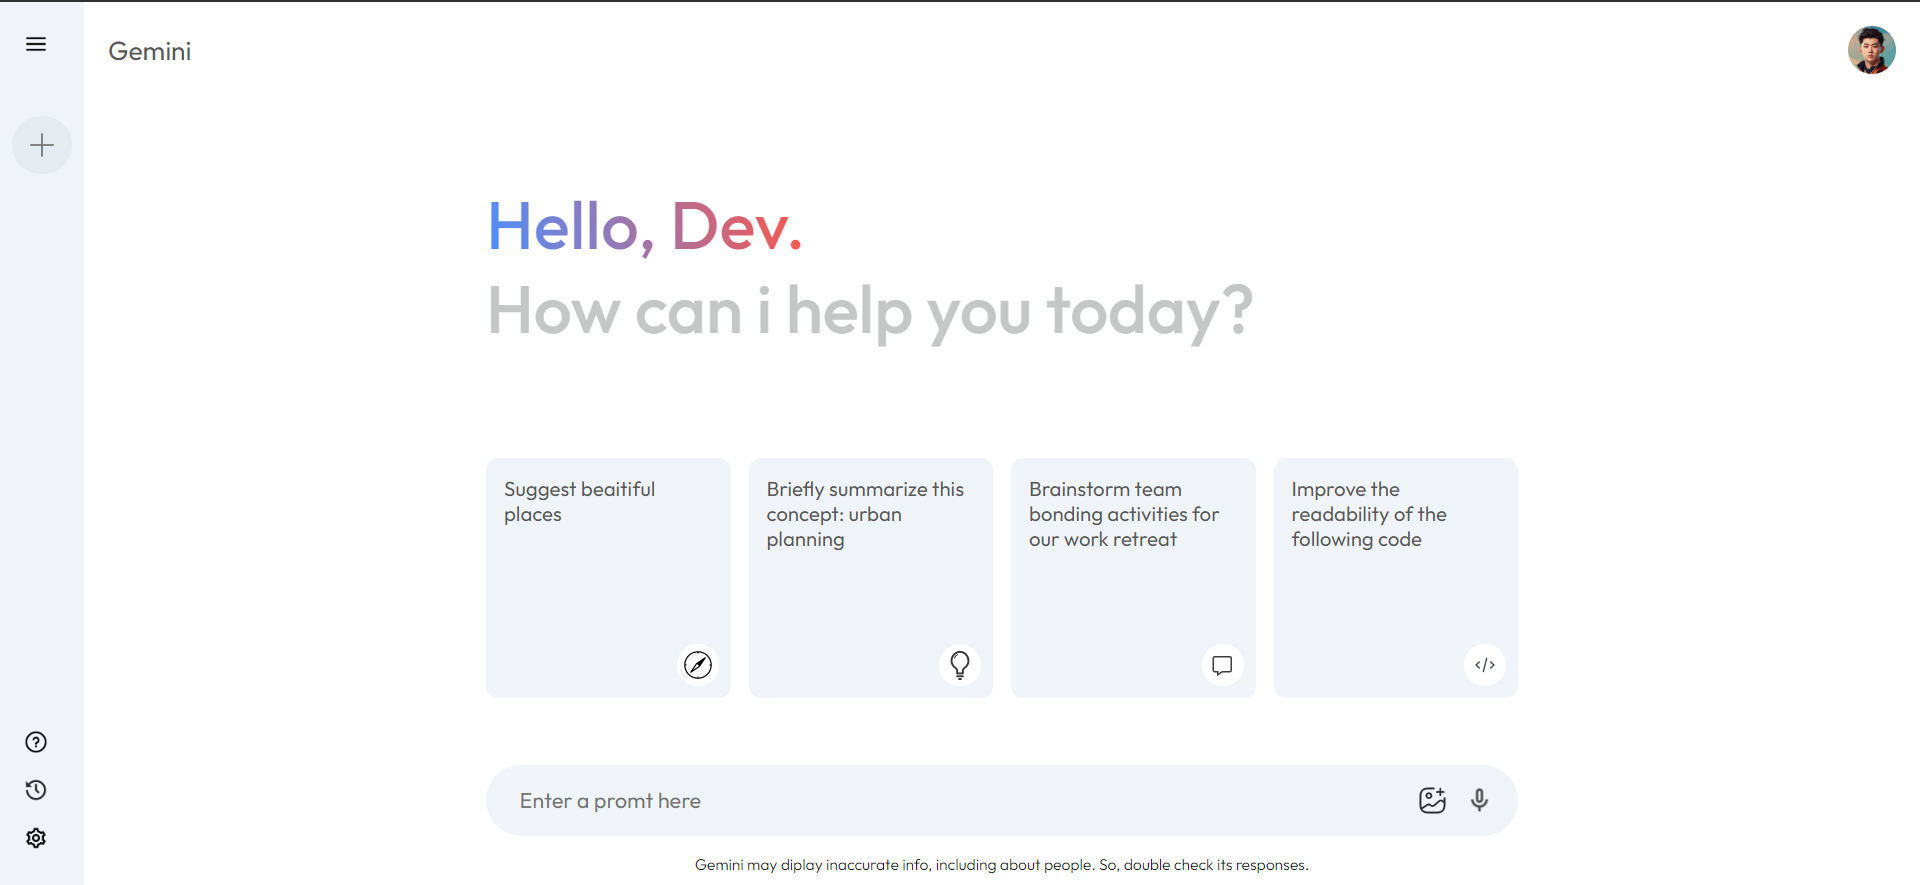 Gemini
Hello, Dev.
How can i help you today?
Suggest beaitiful
places
Briefly summarize this
concept: urban
planning
Brainstorm team
bonding activities for
our work retreat
Improve the
readability of the
following code
Enter a promt here
Gemini may diplay inaccurate info, including about people. So, double check its responses.